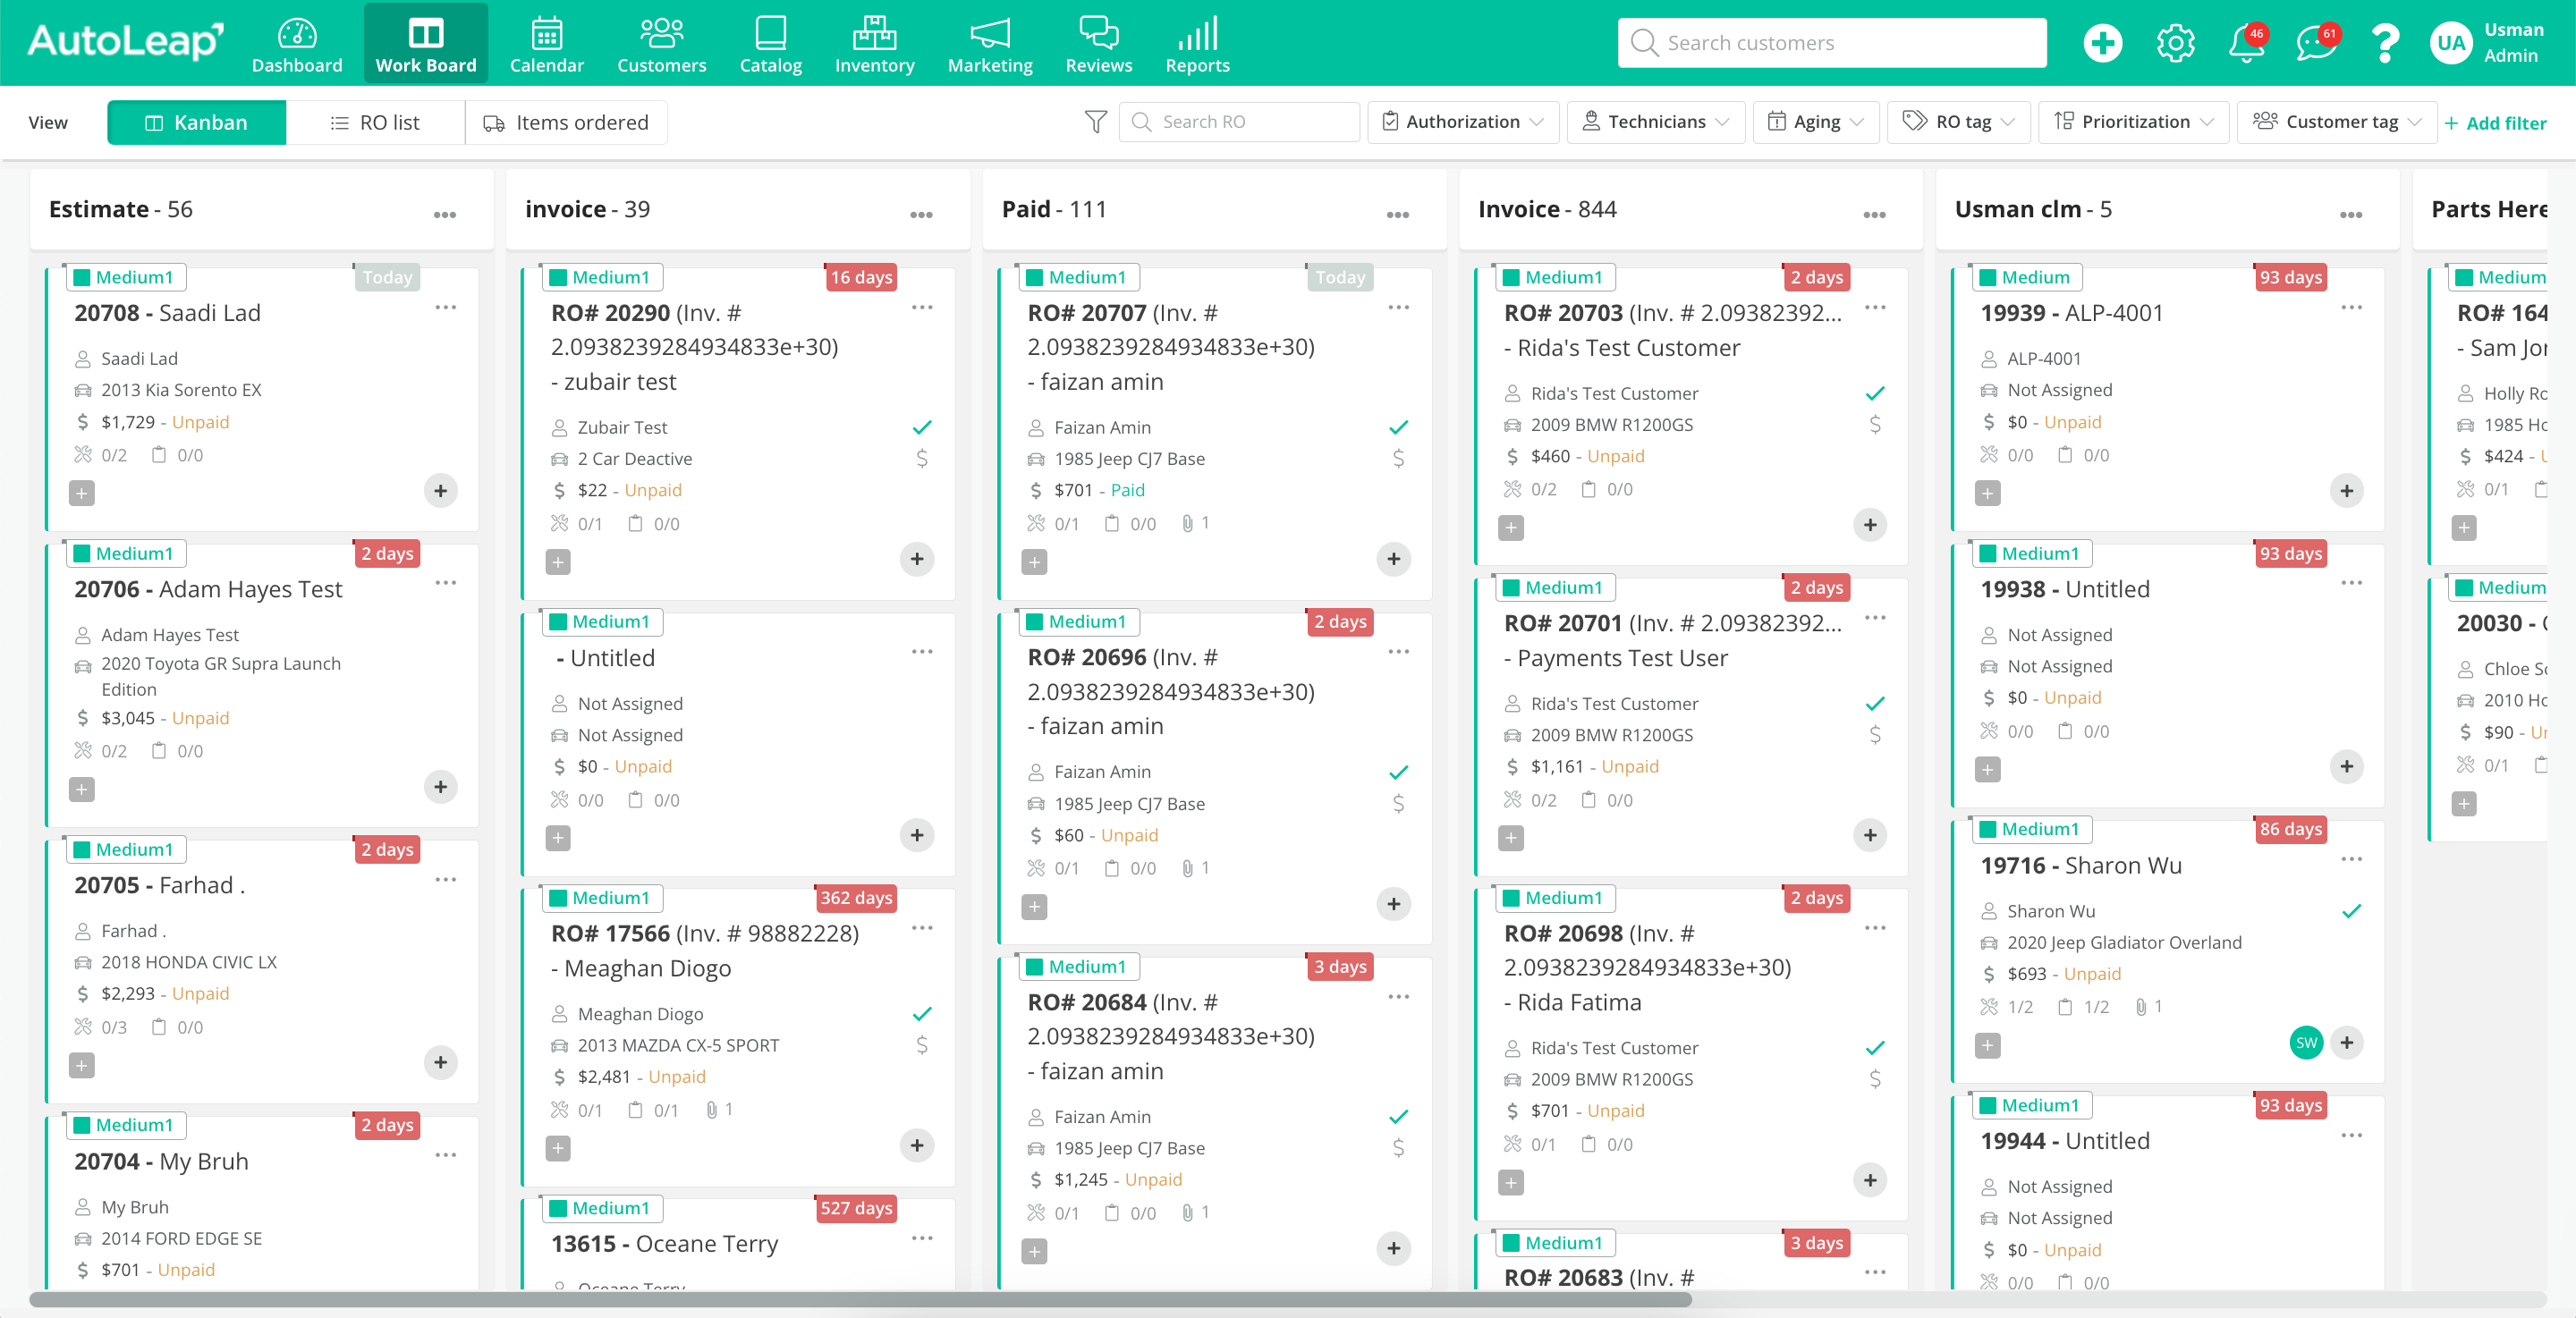 AutoLeap
Dashboard
Work Board
Calendar
Customers
Catalog
Inventory
Marketing
Reviews
Reports
Search customers
46
61
UA
Usman
Admin
View
Kanban
RO list
Items ordered
Search RO
Authorization
Technicians
Aging
RO tag
Prioritization
Customer tag
+ Add filter
Estimate - 56
Medium1
Today
20708 - Saadi Lad
Saadi Lad
2013 Kia Sorento EX
$ $1,729 - Unpaid
0/2 0/0
Medium1
2 days
20706 - Adam Hayes Test
Adam Hayes Test
2020 Toyota GR Supra Launch
Edition
$ $3,045 - Unpaid
0/2 0/0
Medium1
2 days
20705 - Farhad .
Farhad .
2018 HONDA CIVIC LX
$ $2,293 - Unpaid
0/3 0/0
Medium1
2 days
20704 - My Bruh
My Bruh
2014 FORD EDGE SE
$ $701 - Unpaid
invoice - 39
Medium1
16 days
RO# 20290 (Inv. #
2.0938239284934833e+30)
- zubair test
Zubair Test
2 Car Deactive
$
$ $22 - Unpaid
0/1 0/0
Medium1
- Untitled
Not Assigned
Not Assigned
$ $0 - Unpaid
0/0 0/0
Medium1
362 days
RO# 17566 (Inv. # 98882228)
- Meaghan Diogo
Meaghan Diogo
2013 MAZDA CX-5 SPORT
$
$ $2,481 - Unpaid
0/1 0/1 1
Medium1
527 days
13615 - Oceane Terry
Oceane Terry
Paid - 111
Medium1
Today
RO# 20707 (Inv. #
2.0938239284934833e+30)
- faizan amin
Faizan Amin
1985 Jeep CJ7 Base
$
$ $701 - Paid
0/1 0/0 1
Medium1
2 days
RO# 20696 (Inv. #
2.0938239284934833e+30)
- faizan amin
Faizan Amin
1985 Jeep CJ7 Base
$
$ $60 - Unpaid
0/1 0/0 1
Medium1
3 days
RO# 20684 (Inv. #
2.0938239284934833e+30)
- faizan amin
Faizan Amin
1985 Jeep CJ7 Base
$
$ $1,245 - Unpaid
0/1 0/0 1
Invoice - 844
Medium1
2 days
RO# 20703 (Inv. # 2.09382392...
- Rida's Test Customer
Rida's Test Customer
2009 BMW R1200GS
$
$ $460 - Unpaid
0/2 0/0
Medium1
2 days
RO# 20701 (Inv. # 2.09382392...
- Payments Test User
Rida's Test Customer
2009 BMW R1200GS
$
$ $1,161 - Unpaid
0/2 0/0
Medium1
2 days
RO# 20698 (Inv. #
2.0938239284934833e+30)
- Rida Fatima
Rida's Test Customer
2009 BMW R1200GS
$
$ $701 - Unpaid
0/1 0/0
Medium1
3 days
RO# 20683 (Inv. #
Usman clm - 5
Medium
93 days
19939 - ALP-4001
ALP-4001
Not Assigned
$ $0 - Unpaid
0/0 0/0
Medium1
93 days
19938 - Untitled
Not Assigned
Not Assigned
$ $0 - Unpaid
0/0 0/0
Medium1
86 days
19716 - Sharon Wu
Sharon Wu
2020 Jeep Gladiator Overland
$ $693 - Unpaid
1/2 1/2 1
SW
Medium1
93 days
19944 - Untitled
Not Assigned
Not Assigned
$ $0 - Unpaid
0/0 0/0
Parts Here
Medium
RO# 164
- Sam Jo
Holly Ro
1985 Ho
$ $424 -
0/1
Medium
20030 -
Chloe
2010 Ho
$ $90 -
0/1